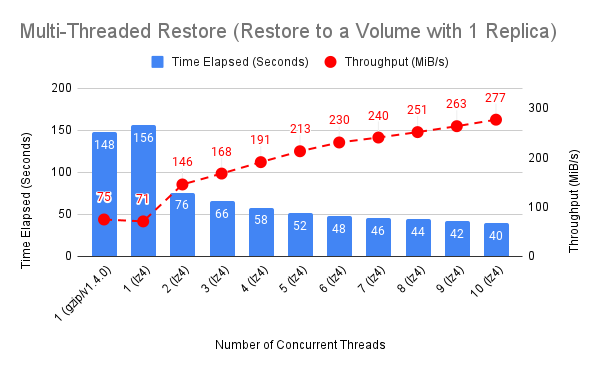 Multi-Threaded Restore (Restore to a Volume with 1 Replica)
Time Elapsed (Seconds) Throughput (MiB/s)
Time Elapsed (Seconds)
200
150
100
50
0
148 156 76 66 58 52 48 46 44 42 40
75 71 146 168 191 213 230 240 251 263 277
300
200
100
0
Throughput (MiB/s)
1 (gzip/v1.4.0)
1 (lz4)
2 (lz4)
3 (lz4)
4 (lz4)
5 (lz4)
6 (lz4)
7 (lz4)
8 (lz4)
9 (lz4)
10 (lz4)
Number of Concurrent Threads